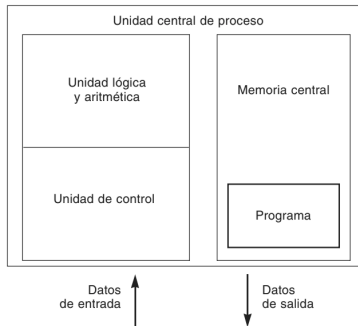 Unidad central de proceso
Unidad lógica
y aritmética
Memoria central
Unidad de control
Programa
Datos
de entrada
Datos
de salida